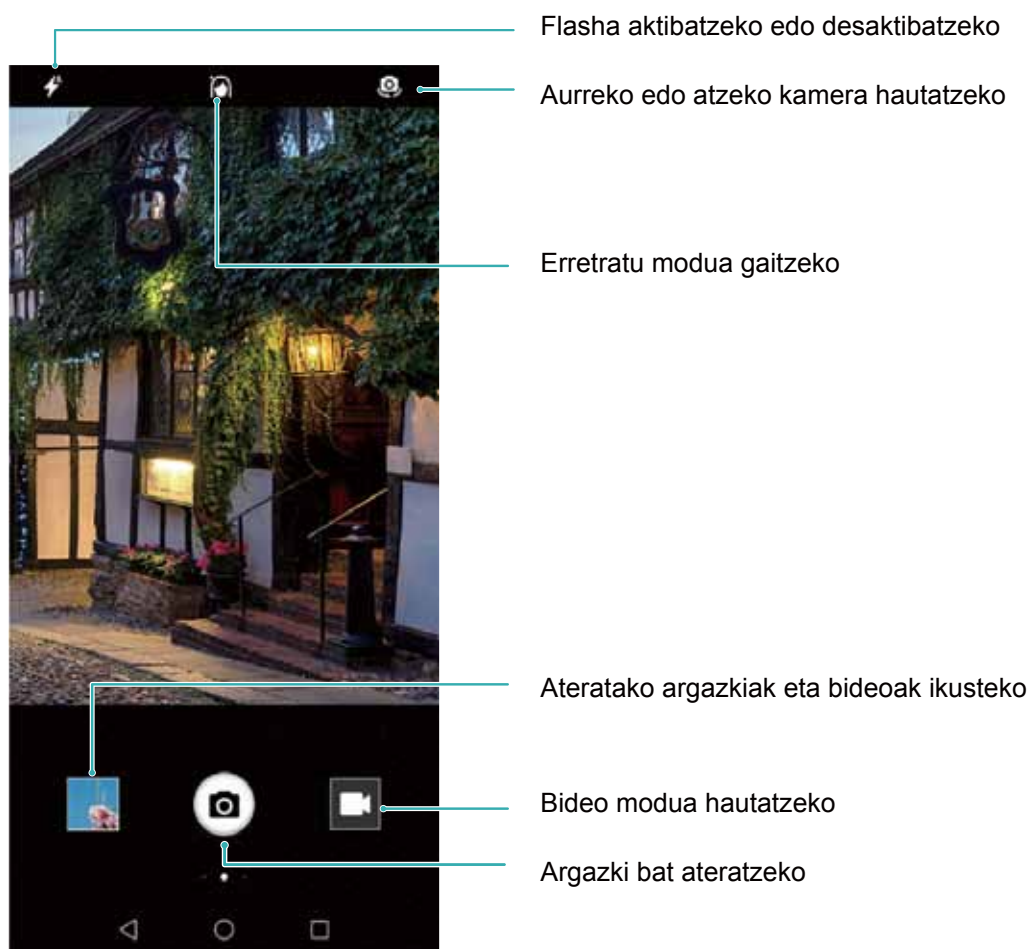 Flasha aktibatzeko edo desaktibatzeko
Aurreko edo atzeko kamera hautatzeko
Erretratu modua gaitzeko
Ateratako argazkiak eta bideoak ikusteko
Bideo modua hautatzeko
Argazki bat ateratzeko